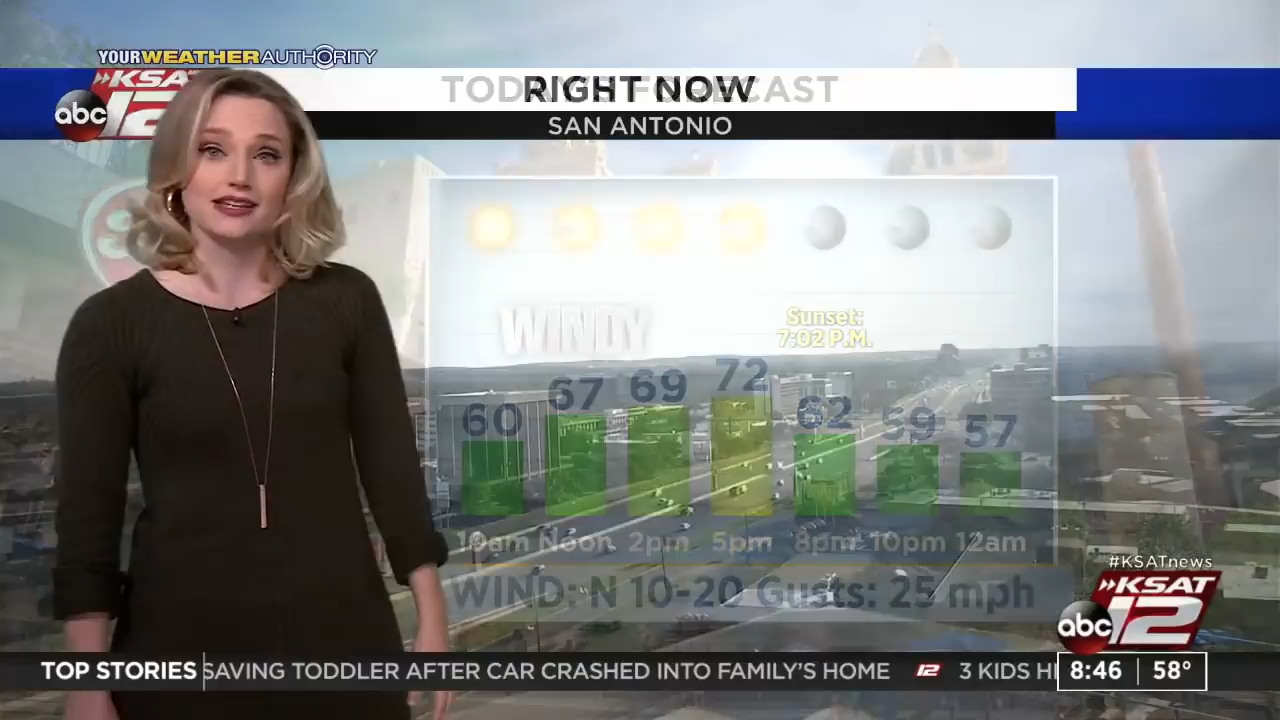 YOUR WEATHER AUTHORITY
KSAT
abc 12
TODAY'S FORECAST
RIGHT NOW
SAN ANTONIO
WINDY
Sunset:
7:02 P.M.
60 67 69 72 62 59 57
10am Noon 2pm 5pm 8pm 10pm 12am
WIND: N 10-20 Gusts: 25 mph
#KSATnews
KSAT
abc 12
TOP STORIES SAVING TODDLER AFTER CAR CRASHED INTO FAMILY'S HOME 12 3 KIDS
8:46 58°